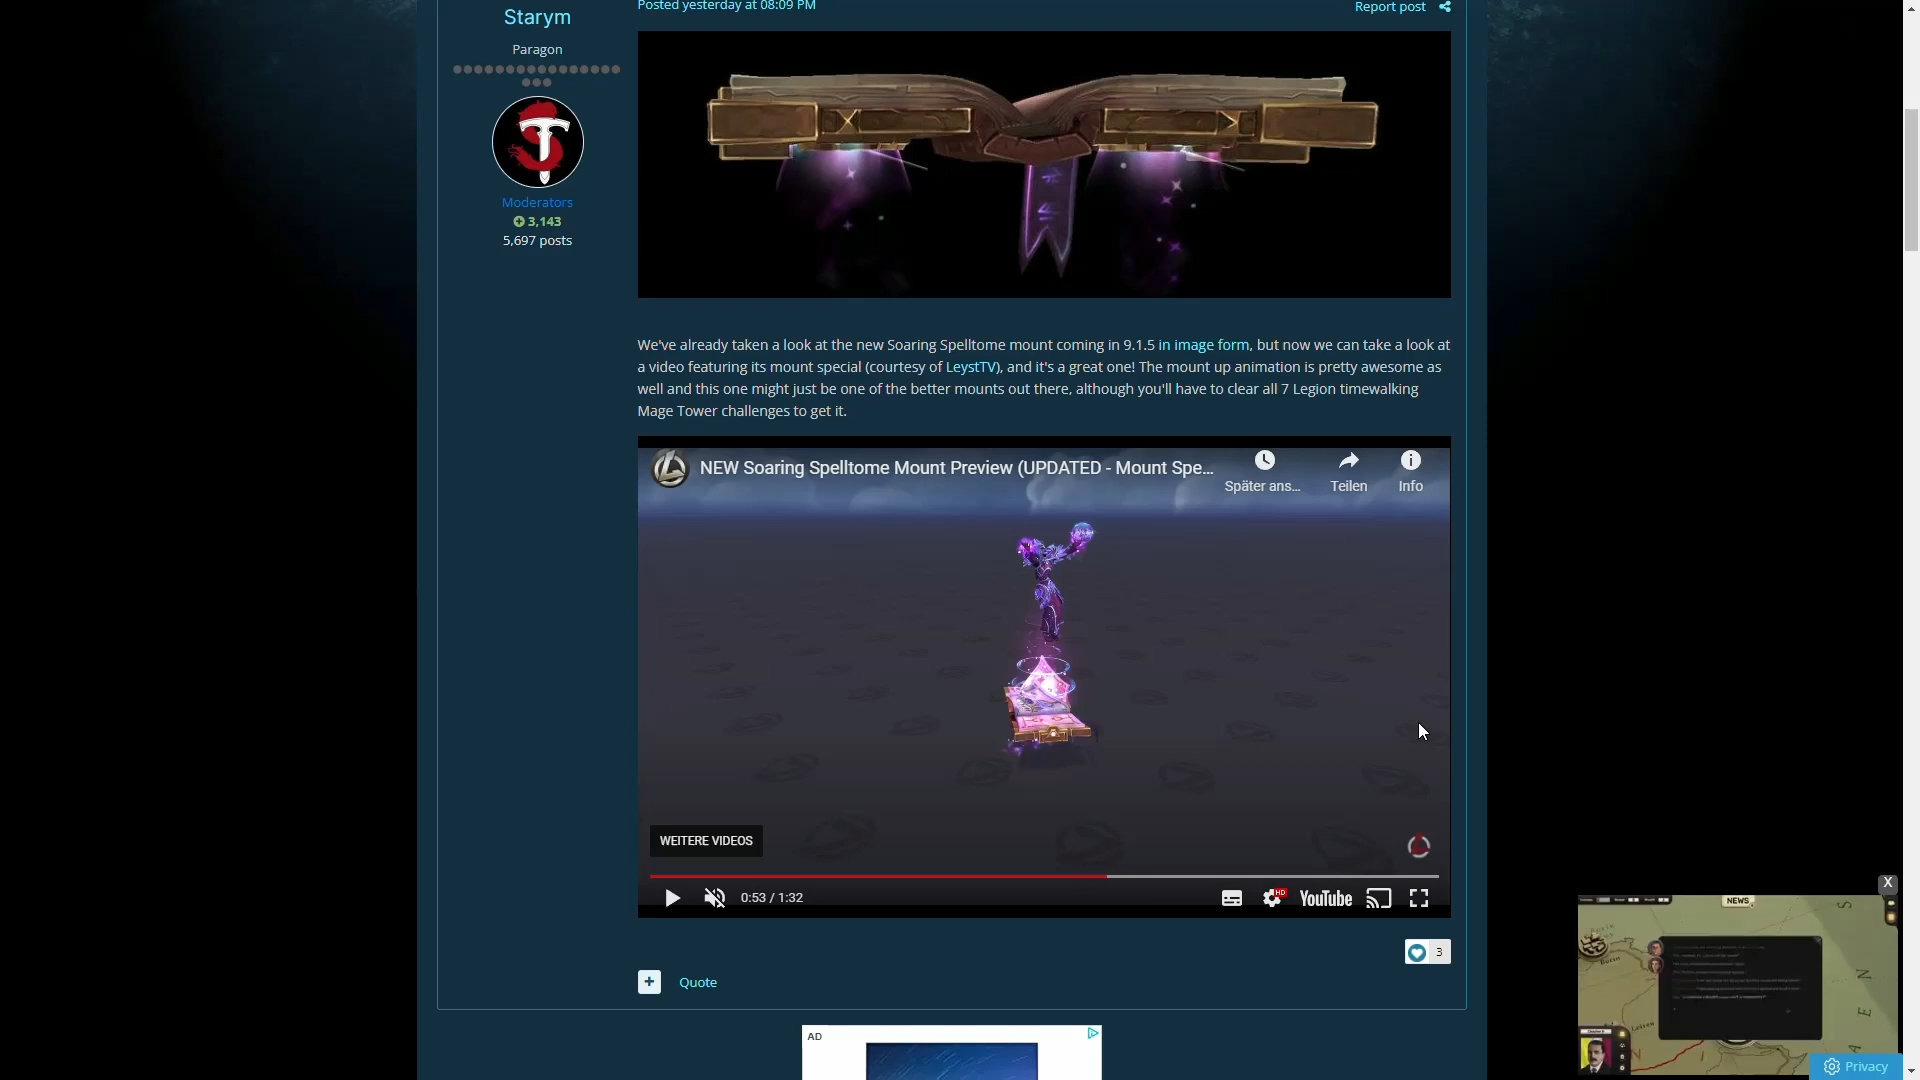 Starym
Posted yesterday at 08:09 PM
Report post
Paragon
Moderators
3,143
5,697 posts
We've already taken a look at the new Soaring Spelltome mount coming in 9.1.5 in image form, but now we can take a look at
a video featuring its mount special (courtesy of LeystTV), and it's a great one! The mount up animation is pretty awesome as
well and this one might just be one of the better mounts out there, although you'll have to clear all 7 Legion timewalking
Mage Tower challenges to get it.
NEW Soaring Spelltome Mount Preview (UPDATED - Mount Spe...
Später ans...
Teilen
Info
WEITERE VIDEOS
0:53 / 1:32
HD
YouTube
3
+ Quote
AD
X
NEWS
Privacy